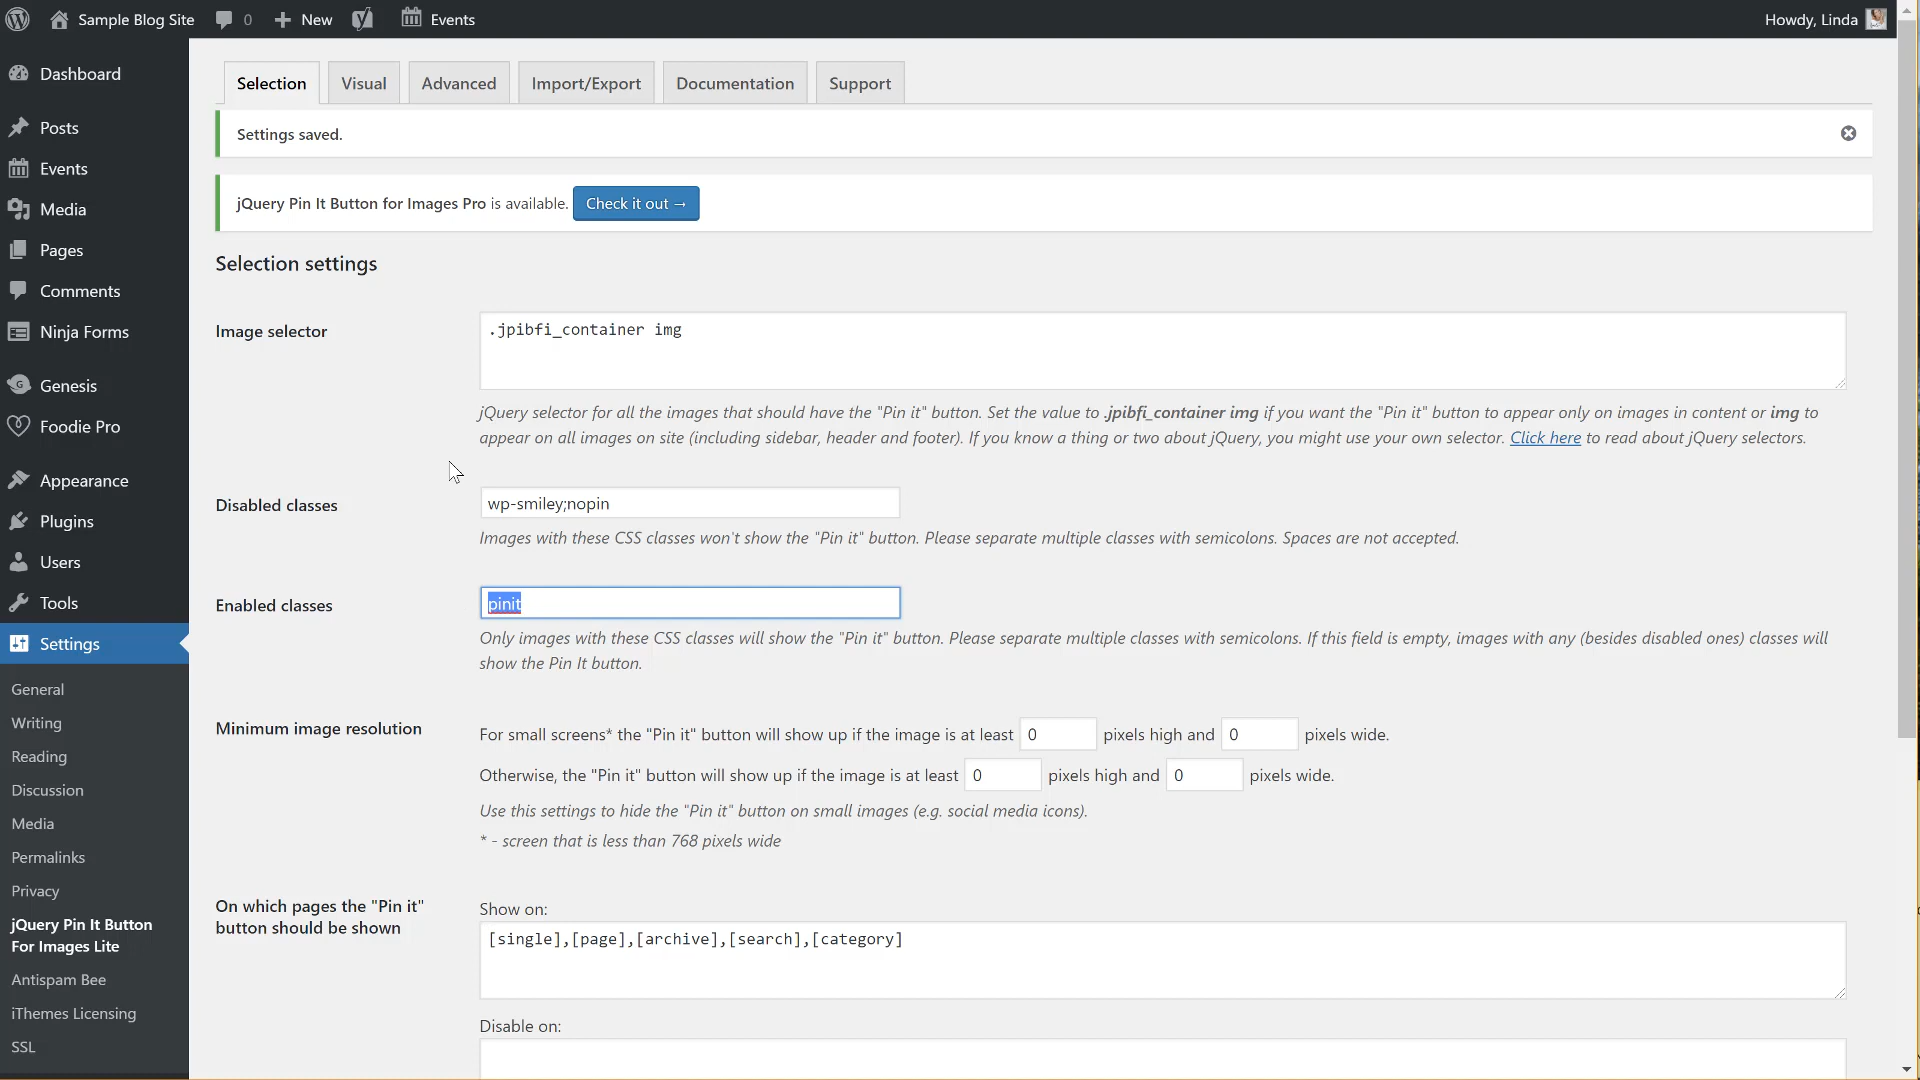 Sample Blog Site 0 New Events Howdy, Linda
Dashboard
Posts
Events
Media
Pages
Comments
Ninja Forms
Genesis
Foodie Pro
Appearance
Plugins
Users
Tools
Settings
General
Writing
Reading
Discussion
Media
Permalinks
Privacy
jQuery Pin It Button
For Images Lite
Antispam Bee
iThemes Licensing
SSL
Selection Visual Advanced Import/Export Documentation Support
Settings saved.
jQuery Pin It Button for Images Pro is available. Check it out →
Selection settings
Image selector
.jpibfi_container img
jQuery selector for all the images that should have the "Pin it" button. Set the value to .jpibfi_container img if you want the "Pin it" button to appear only on images in content or img to
appear on all images on site (including sidebar, header and footer). If you know a thing or two about jQuery, you might use your own selector. Click here to read about jQuery selectors.
Disabled classes
wp-smiley;nopin
Images with these CSS classes won't show the "Pin it" button. Please separate multiple classes with semicolons. Spaces are not accepted.
Enabled classes
pinit
Only images with these CSS classes will show the "Pin it" button. Please separate multiple classes with semicolons. If this field is empty, images with any (besides disabled ones) classes will
show the Pin It button.
Minimum image resolution
For small screens* the "Pin it" button will show up if the image is at least 0 pixels high and 0 pixels wide.
Otherwise, the "Pin it" button will show up if the image is at least 0 pixels high and 0 pixels wide.
Use this settings to hide the "Pin it" button on small images (e.g. social media icons).
* - screen that is less than 768 pixels wide
On which pages the "Pin it"
button should be shown
Show on:
[single],[page],[archive],[search],[category]
Disable on: